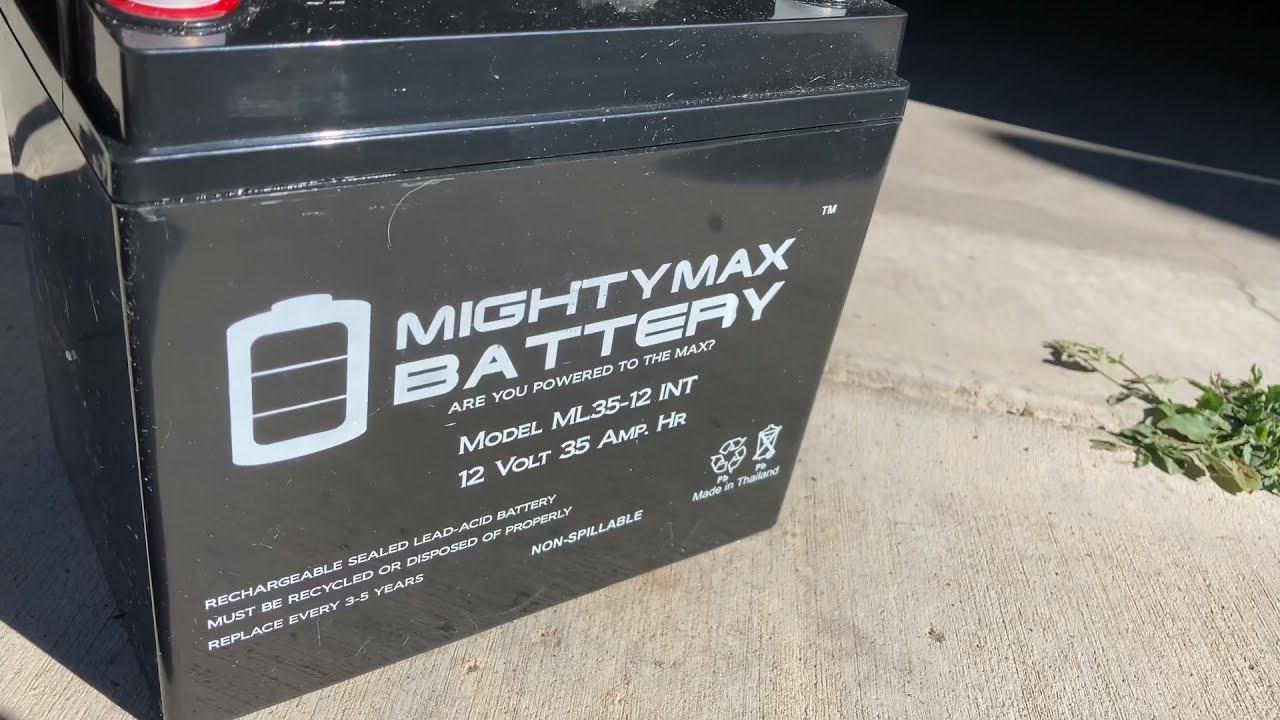 ™
MIGHTYMAX
BATTERY
ARE YOU POWERED TO THE MAX?
MODEL ML35-12 INT
12 VOLT 35 AMP. HR
Pb
Pb
Made in Thailand
RECHARGEABLE SEALED LEAD-ACID BATTERY
MUST BE RECYCLED OR DISPOSED OF PROPERLY
REPLACE EVERY 3-5 YEARS
NON-SPILLABLE